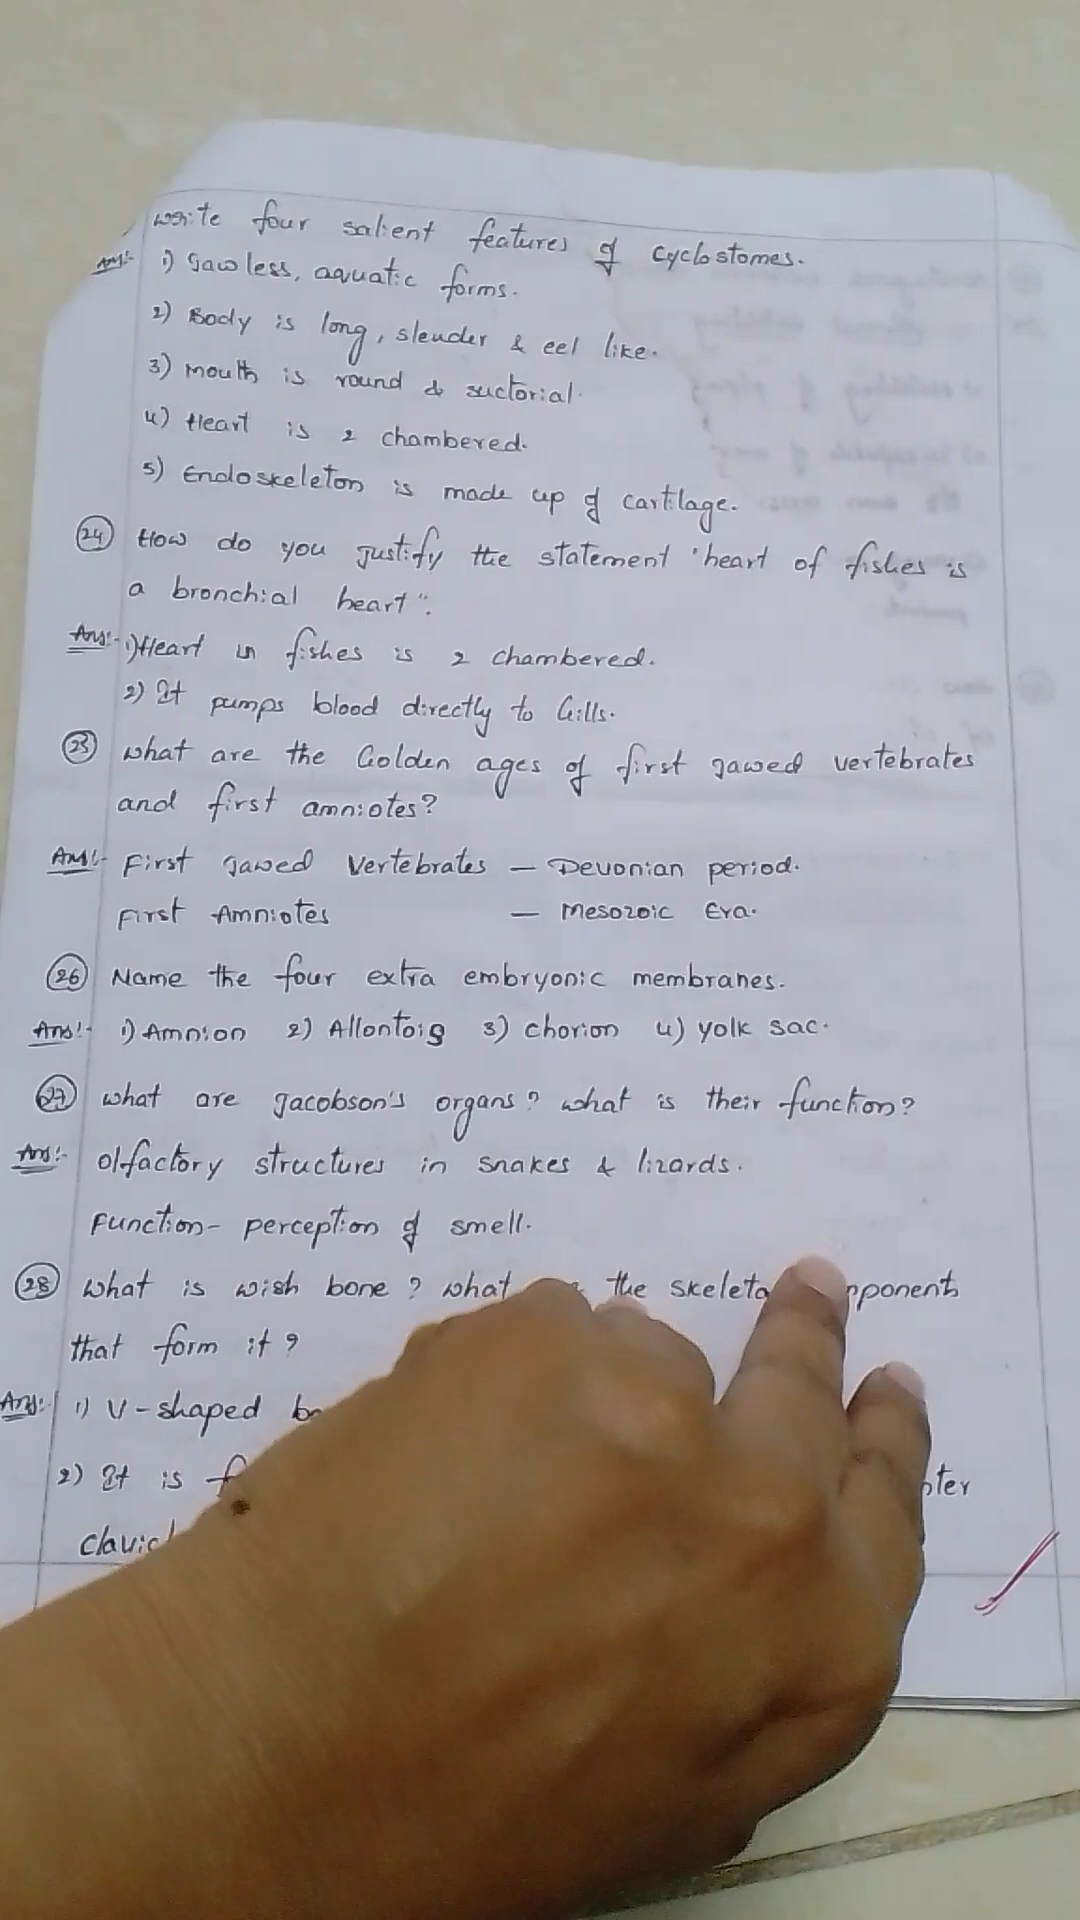 write four salient features of cyclostomes.
Ans:- 1) Jawless, aquatic forms.
2) Body is long, slender & eel like.
3) mouth is round & suctorial.
4) Heart is 2 chambered.
5) Endoskeleton is made up of cartilage.
24 How do you justify the statement 'heart of fishes is
a bronchial heart".
Ans:- 1) Heart in fishes is 2 chambered.
2) It pumps blood directly to Gills.
25 what are the Golden ages of first jawed vertebrates
and first amniotes?
Ans:- First jawed Vertebrates – Devonian period.
First Amniotes – Mesozoic Era.
26 Name the four extra embryonic membranes.
Ans:- 1) Amnion 2) Allontois 3) chorion 4) yolk sac.
27 what are Jacobson's organs? what is their function?
Ans:- olfactory structures in snakes & lizards.
Function- perception of smell.
28 what is wish bone? what the
that form it?
Ans:- 1) V-shaped
2) It is